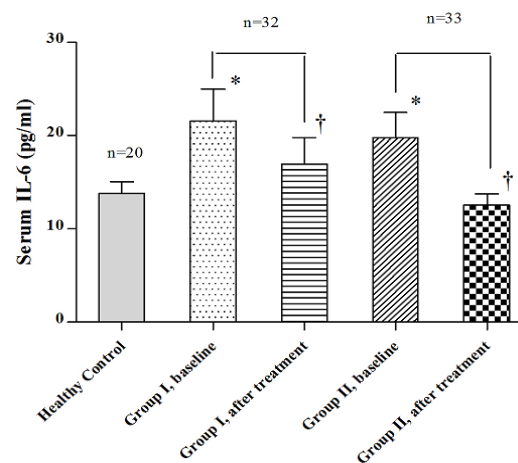 n=32
n=33
30
*
*
20
†
n=20
†
10
0
Serum IL-6 (pg/ml)
Healthy Control
Group I, baseline
Group I, after treatment
Group II, baseline
Group II, after treatment